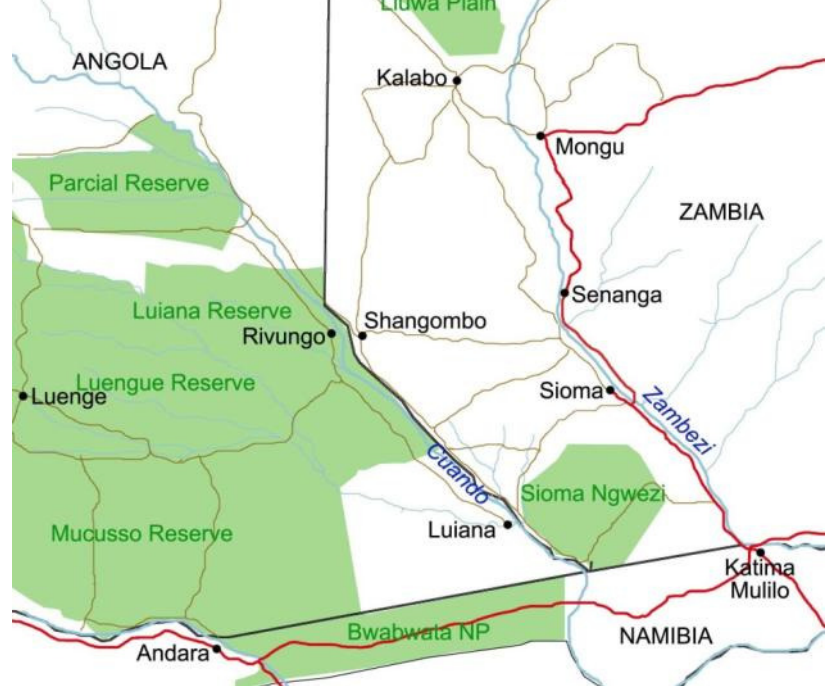 Liuwa Plain
ANGOLA
Kalabo
Mongu
Parcial Reserve
ZAMBIA
Senanga
Luiana Reserve
Shangombo
Rivungo
Luengue Reserve
Luenge
Sioma
Zambezi
Cuando
Sioma Ngwezi
Luiana
Mucusso Reserve
Katima
Mulilo
Bwabwata NP
NAMIBIA
Andara